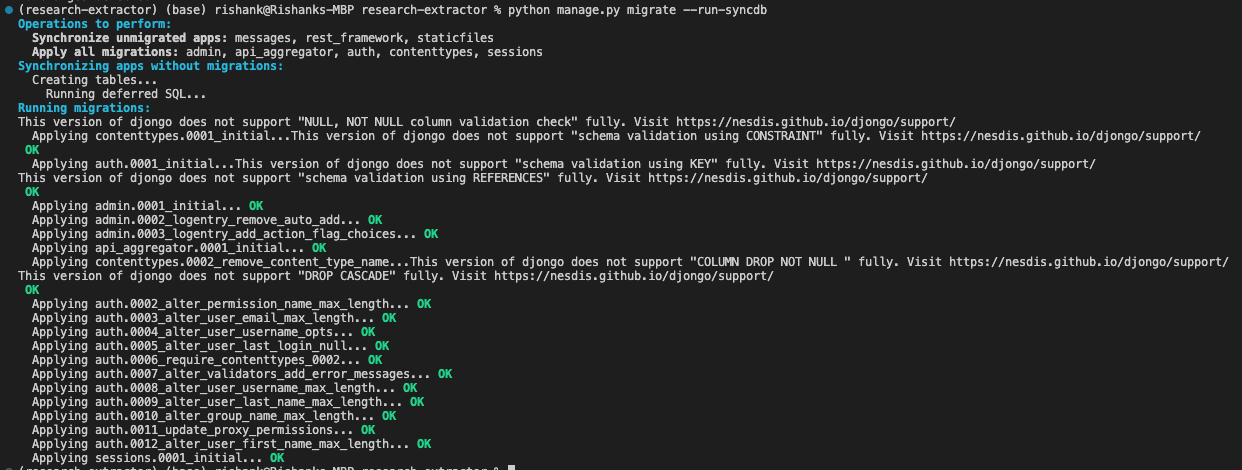 (research-extractor) (base) rishank@Rishanks-MBP research-extractor % python manage.py migrate --run-syncdb
Operations to perform:
  Synchronize unmigrated apps: messages, rest_framework, staticfiles
  Apply all migrations: admin, api_aggregator, auth, contenttypes, sessions
Synchronizing apps without migrations:
  Creating tables...
    Running deferred SQL...
Running migrations:
This version of djongo does not support "NULL, NOT NULL column validation check" fully. Visit https://nesdis.github.io/djongo/support/
  Applying contenttypes.0001_initial...This version of djongo does not support "schema validation using CONSTRAINT" fully. Visit https://nesdis.github.io/djongo/support/
 OK
  Applying auth.0001_initial...This version of djongo does not support "schema validation using KEY" fully. Visit https://nesdis.github.io/djongo/support/
This version of djongo does not support "schema validation using REFERENCES" fully. Visit https://nesdis.github.io/djongo/support/
 OK
  Applying admin.0001_initial... OK
  Applying admin.0002_logentry_remove_auto_add... OK
  Applying admin.0003_logentry_add_action_flag_choices... OK
  Applying api_aggregator.0001_initial... OK
  Applying contenttypes.0002_remove_content_type_name...This version of djongo does not support "COLUMN DROP NOT NULL " fully. Visit https://nesdis.github.io/djongo/support/
This version of djongo does not support "DROP CASCADE" fully. Visit https://nesdis.github.io/djongo/support/
 OK
  Applying auth.0002_alter_permission_name_max_length... OK
  Applying auth.0003_alter_user_email_max_length... OK
  Applying auth.0004_alter_user_username_opts... OK
  Applying auth.0005_alter_user_last_login_null... OK
  Applying auth.0006_require_contenttypes_0002... OK
  Applying auth.0007_alter_validators_add_error_messages... OK
  Applying auth.0008_alter_user_username_max_length... OK
  Applying auth.0009_alter_user_last_name_max_length... OK
  Applying auth.0010_alter_group_name_max_length... OK
  Applying auth.0011_update_proxy_permissions... OK
  Applying auth.0012_alter_user_first_name_max_length... OK
  Applying sessions.0001_initial... OK
(research-extractor) (base) rishank@Rishanks-MBP research-extractor %